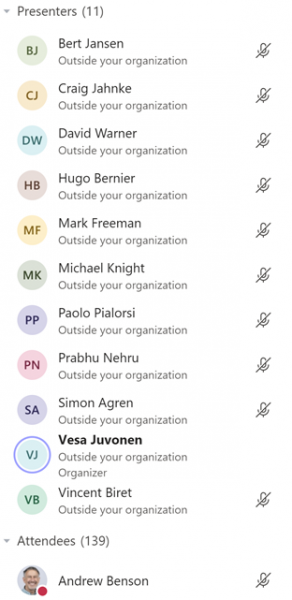 Presenters (11)
BJ
Bert Jansen
Outside your organization
CJ
Craig Jahnke
Outside your organization
DW
David Warner
Outside your organization
HB
Hugo Bernier
Outside your organization
MF
Mark Freeman
Outside your organization
MK
Michael Knight
Outside your organization
PP
Paolo Pialorsi
Outside your organization
PN
Prabhu Nehru
Outside your organization
SA
Simon Agren
Outside your organization
VJ
Vesa Juvonen
Outside your organization
Organizer
VB
Vincent Biret
Outside your organization
Attendees (139)
Andrew Benson